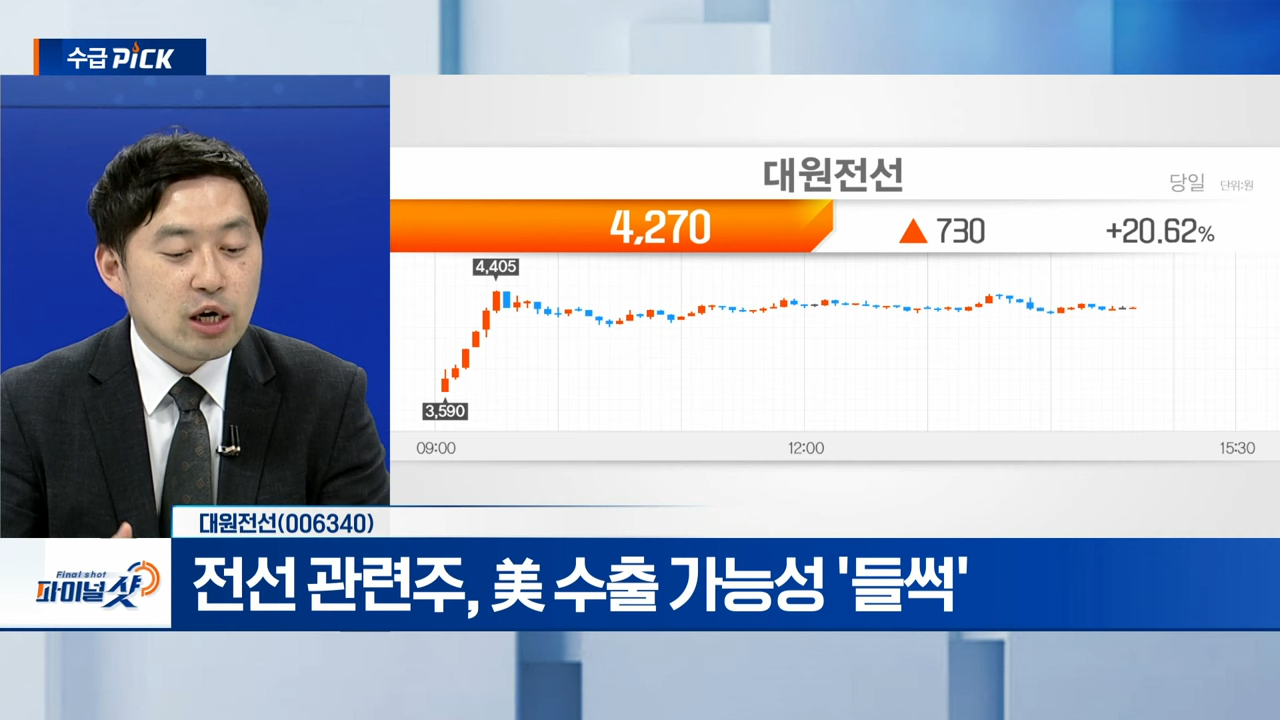 수급 PiCK
대원전선
당일 단위:원
4,270 ▲ 730 +20.62%
4,405
3,590
09:00 12:00 15:30
대원전선(006340)
Final shot
파이널샷
전선 관련주, 美 수출 가능성 '들썩'